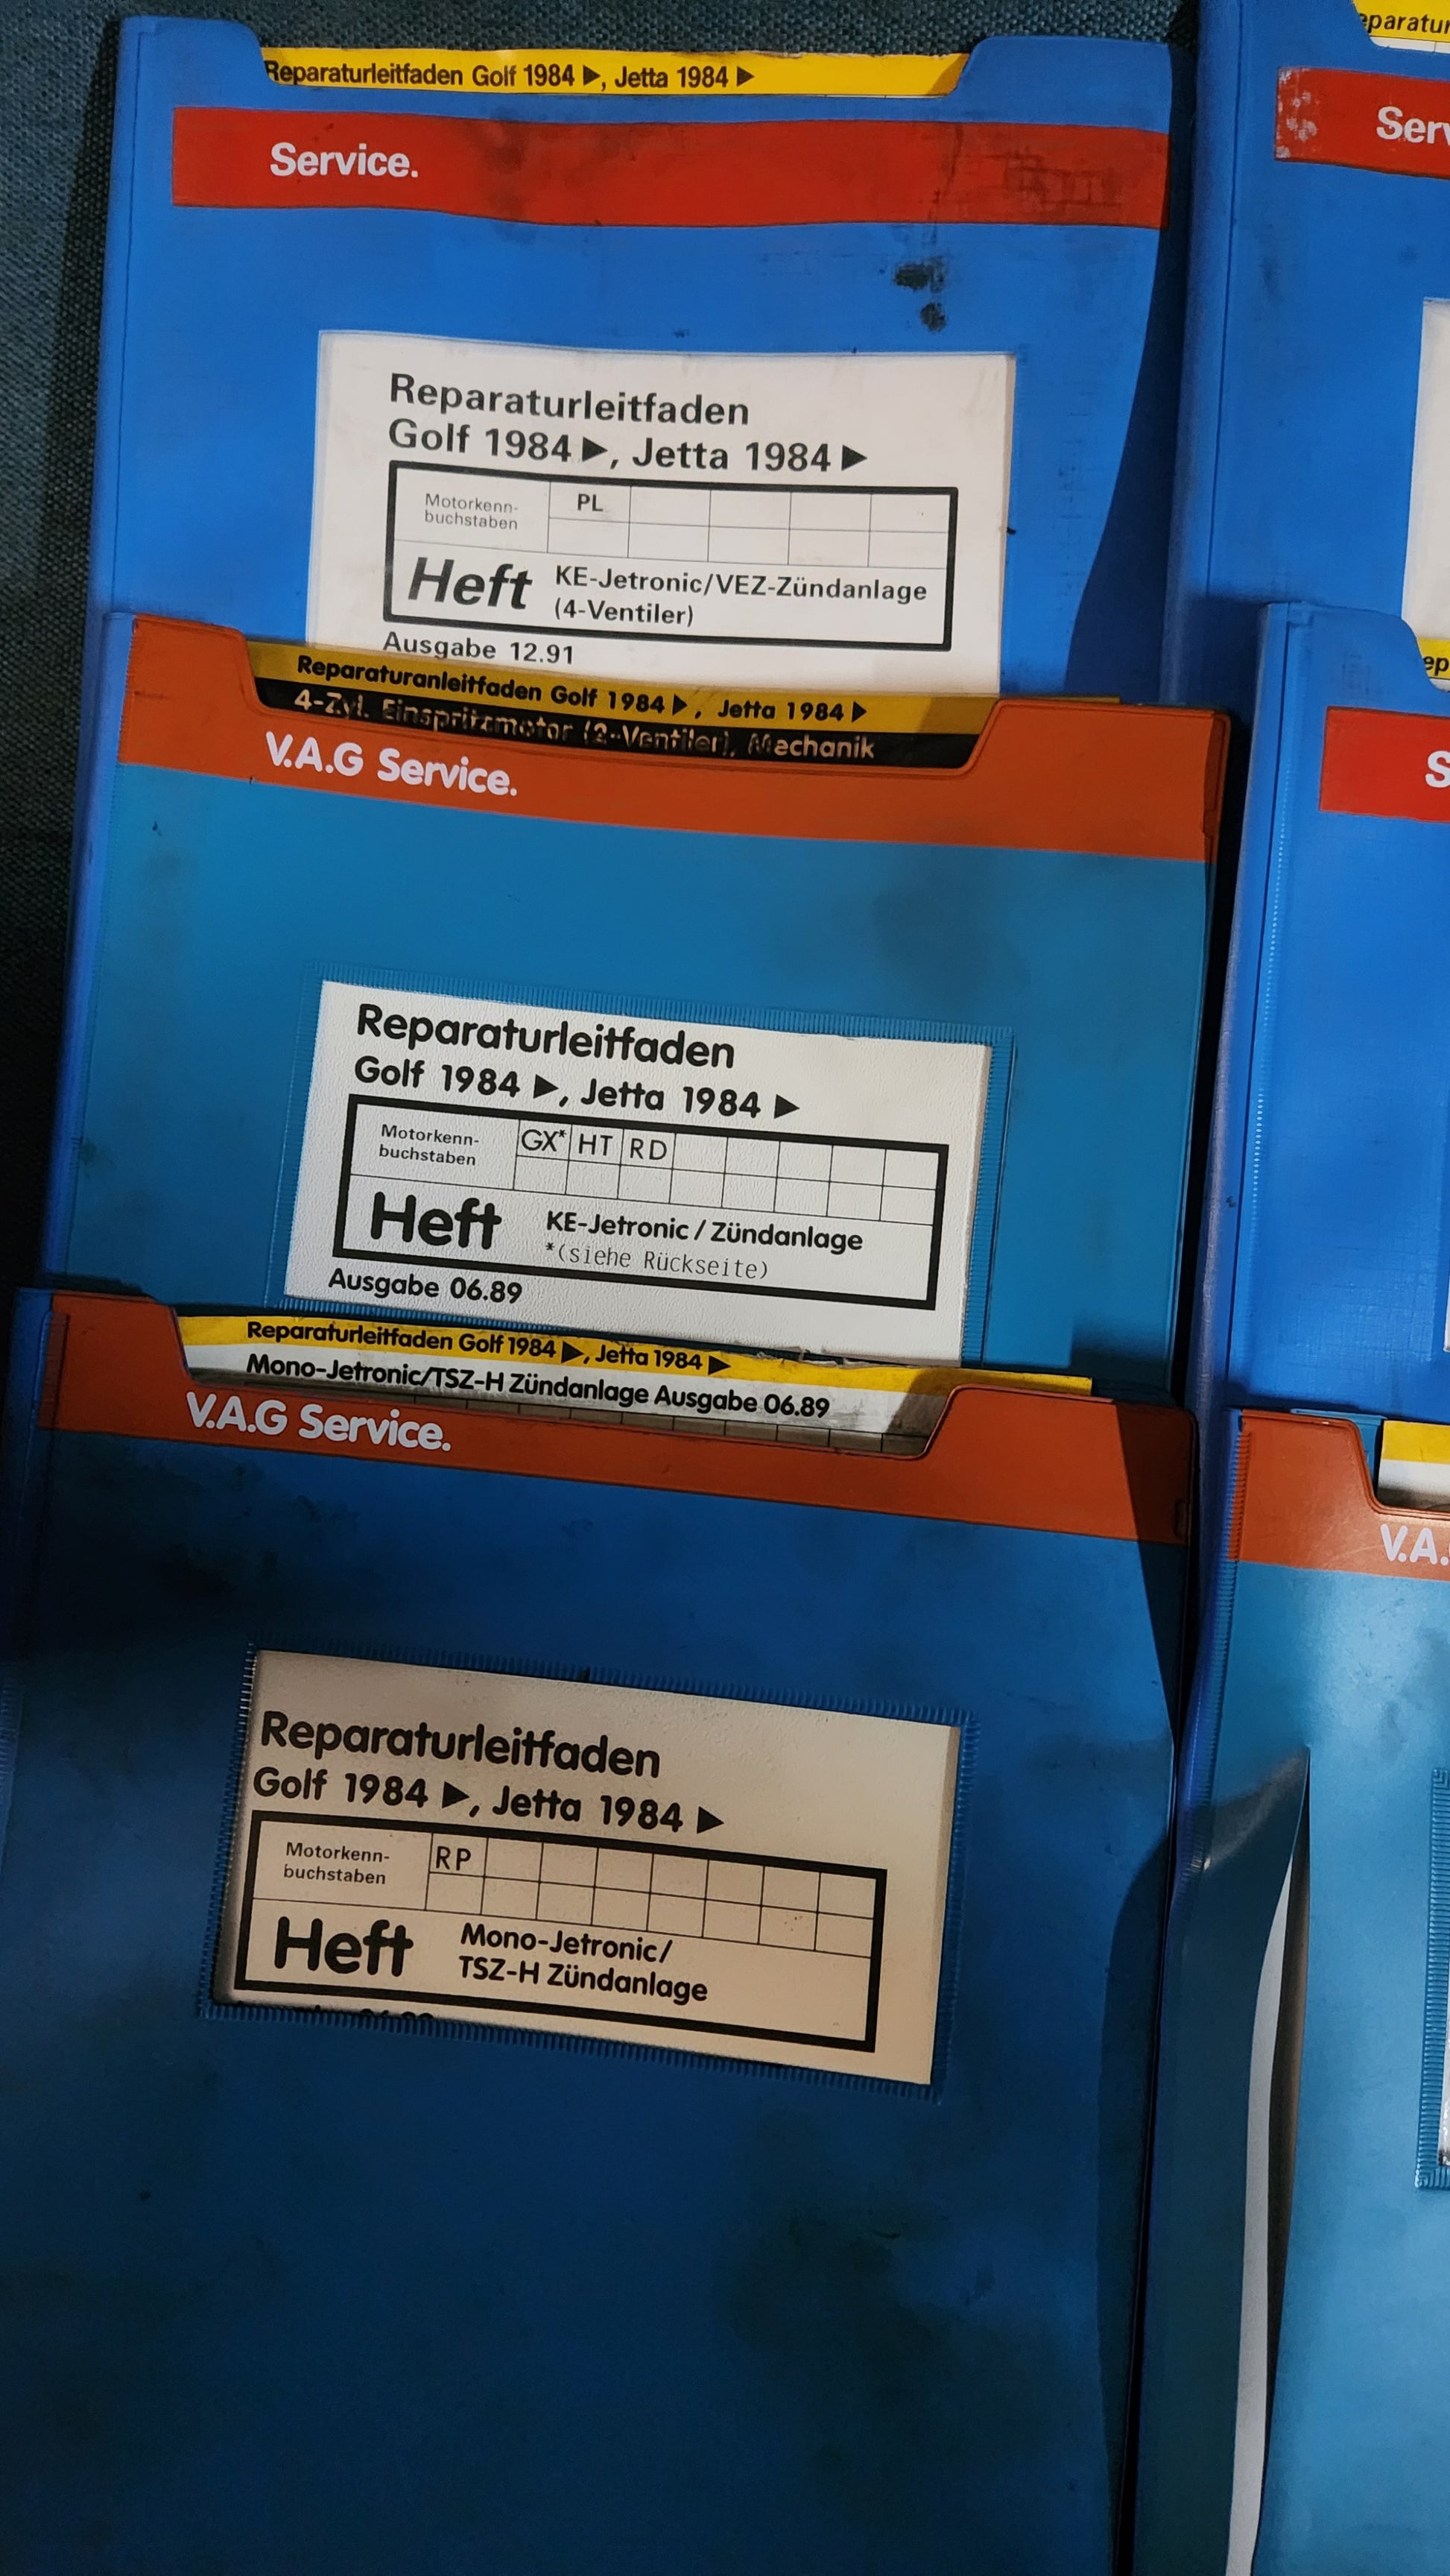 Reparaturleitfaden Golf 1984 ▶, Jetta 1984 ▶
Service.
Reparaturleitfaden
Golf 1984 ▶, Jetta 1984 ▶
Motorkenn-
buchstaben
PL
Heft
KE-Jetronic/VEZ-Zündanlage
(4-Ventiler)
Ausgabe 12.91
Reparaturanleitfaden Golf 1984 ▶, Jetta 1984 ▶
4-Zyl. Einspritzmotor (2-Ventiler), Mechanik
V.A.G Service.
Reparaturleitfaden
Golf 1984 ▶, Jetta 1984 ▶
Motorkenn-
buchstaben
GX* HT RD
Heft
KE-Jetronic / Zündanlage
*(siehe Rückseite)
Ausgabe 06.89
Reparaturleitfaden Golf 1984 ▶, Jetta 1984 ▶
Mono-Jetronic/TSZ-H Zündanlage Ausgabe 06.89
V.A.G Service.
Reparaturleitfaden
Golf 1984 ▶, Jetta 1984 ▶
Motorkenn-
buchstaben
RP
Heft
Mono-Jetronic/
TSZ-H Zündanlage
eparatur
Serv
ep
S
V.A.